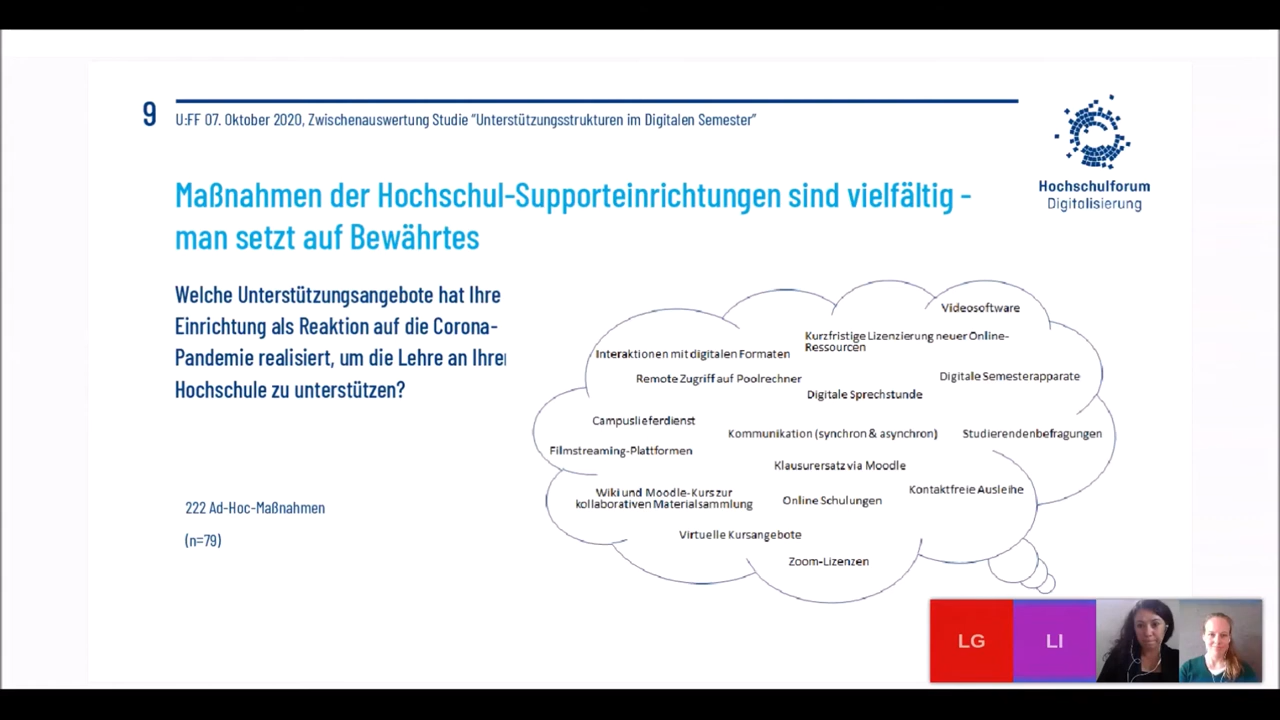 9
U:FF 07. Oktober 2020, Zwischenauswertung Studie "Unterstützungsstrukturen im Digitalen Semester"
Hochschulforum
Digitalisierung
Maßnahmen der Hochschul-Supporteinrichtungen sind vielfältig -
man setzt auf Bewährtes
Welche Unterstützungsangebote hat Ihre
Einrichtung als Reaktion auf die Corona-
Pandemie realisiert, um die Lehre an Ihrer
Hochschule zu unterstützen?
222 Ad-Hoc-Maßnahmen
(n=79)
Videosoftware
Kurzfristige Lizenzierung neuer Online-
Ressourcen
Interaktionen mit digitalen Formaten
Remote Zugriff auf Poolrechner
Digitale Semesterapparate
Digitale Sprechstunde
Campuslieferdienst
Kommunikation (synchron & asynchron)
Studierendenbefragungen
Filmstreaming-Plattformen
Klausurersatz via Moodle
Kontaktfreie Ausleihe
Wiki und Moodle-Kurs zur
kollaborativen Materialsammlung
Online Schulungen
Virtuelle Kursangebote
Zoom-Lizenzen
LG
LI